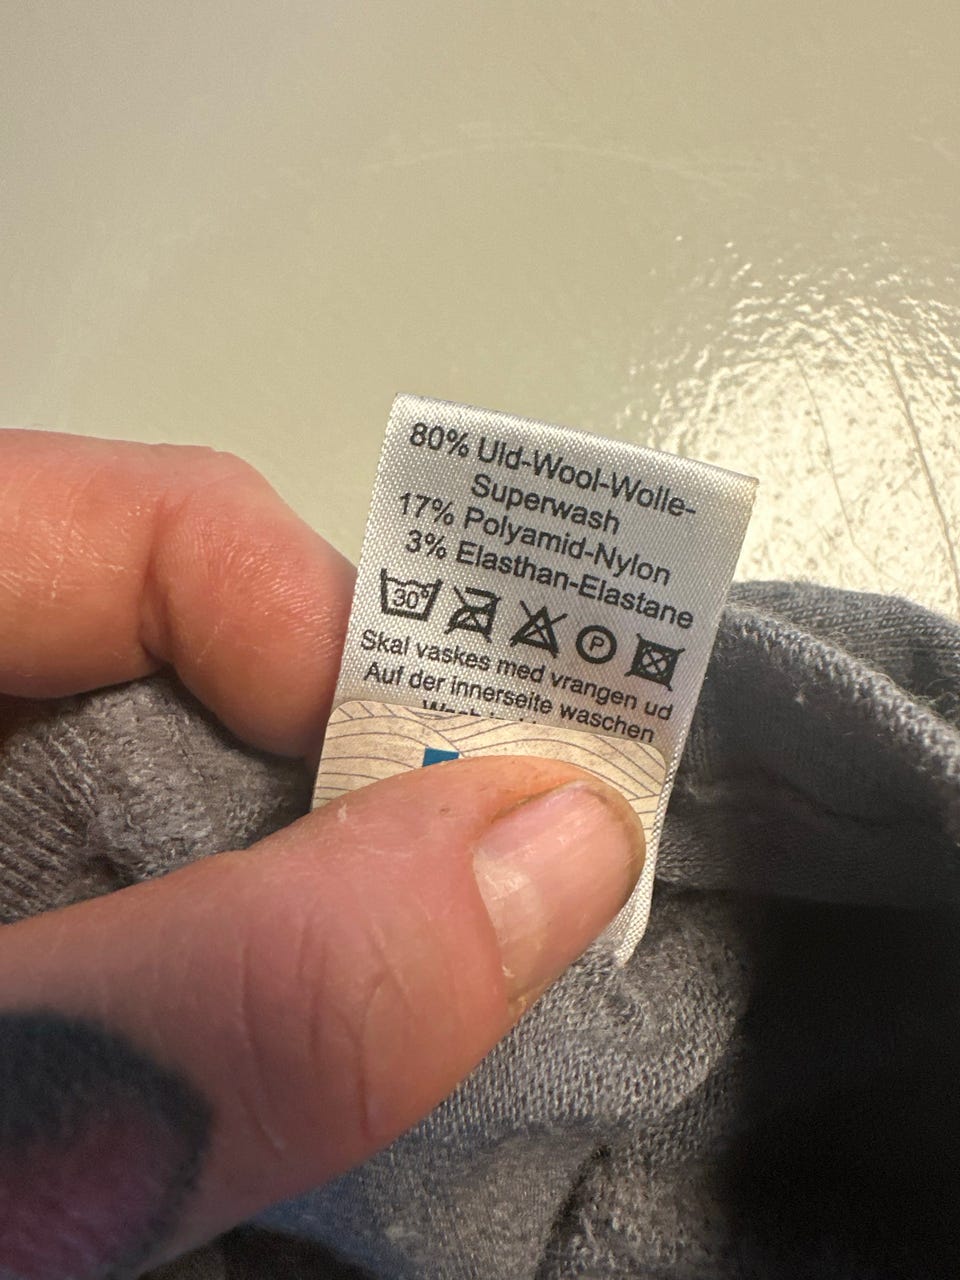 80% Uld-Wool-Wolle-
Superwash
17% Polyamid-Nylon
3% Elasthan-Elastane
30°
P
Skal vaskes med vrangen ud
Auf der innerseite waschen